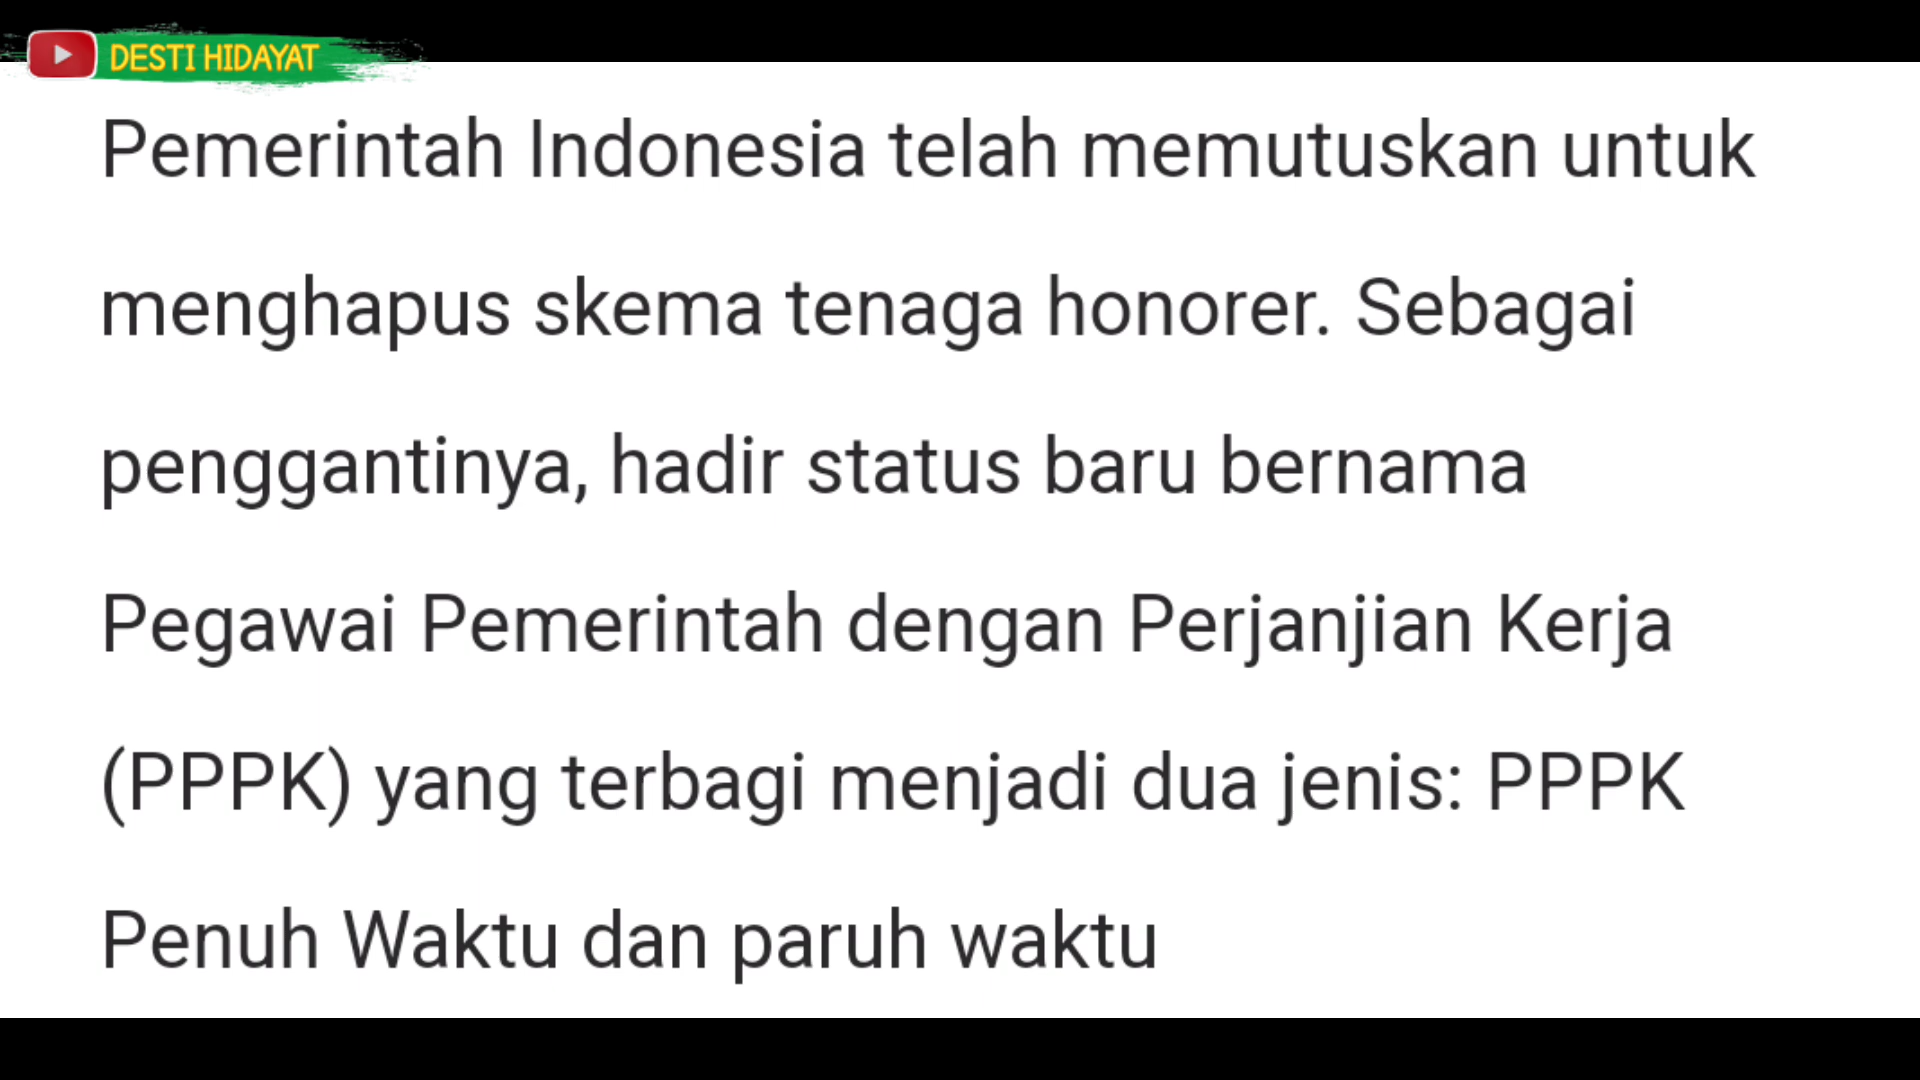 DESTI HIDAYAT
Pemerintah Indonesia telah memutuskan untuk
menghapus skema tenaga honorer. Sebagai
penggantinya, hadir status baru bernama
Pegawai Pemerintah dengan Perjanjian Kerja
(PPPK) yang terbagi menjadi dua jenis: PPPK
Penuh Waktu dan paruh waktu